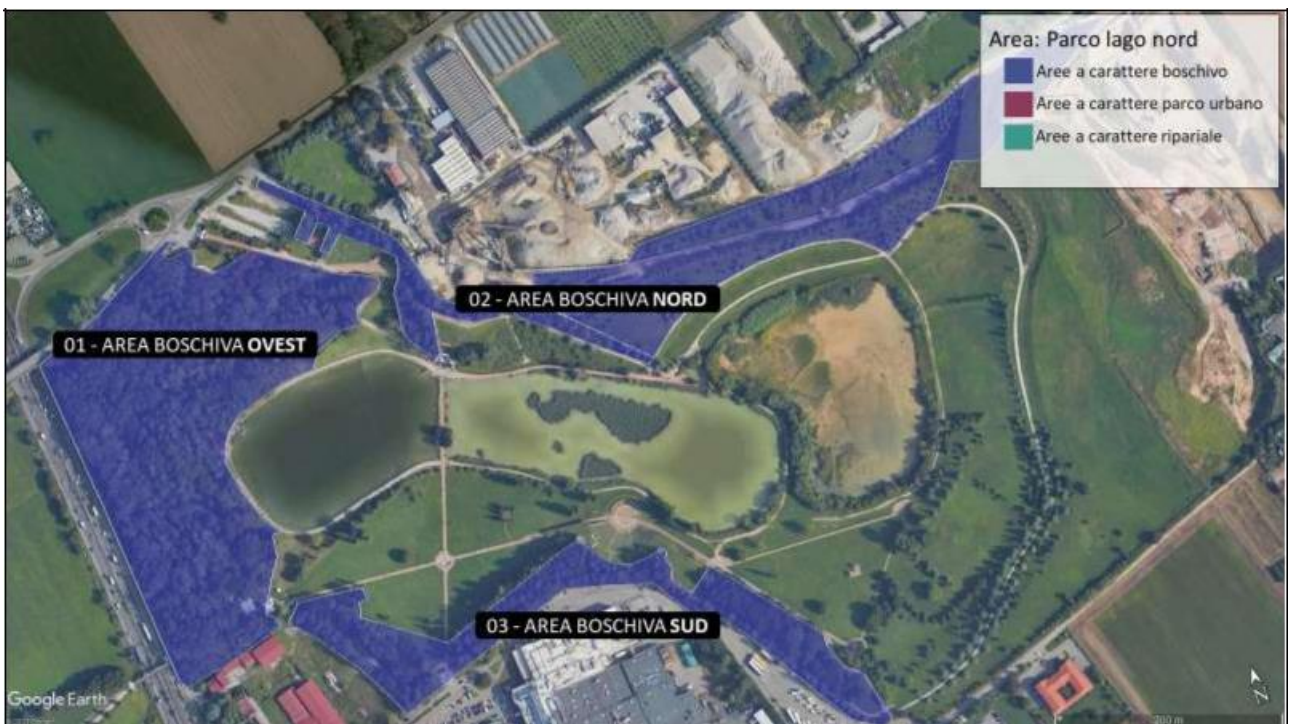 Area: Parco lago nord
Aree a carattere boschivo
Aree a carattere parco urbano
Aree a carattere ripariale
02 - AREA BOSCHIVA NORD
01 - AREA BOSCHIVA OVEST
03 - AREA BOSCHIVA SUD
Google Earth
200 m
N